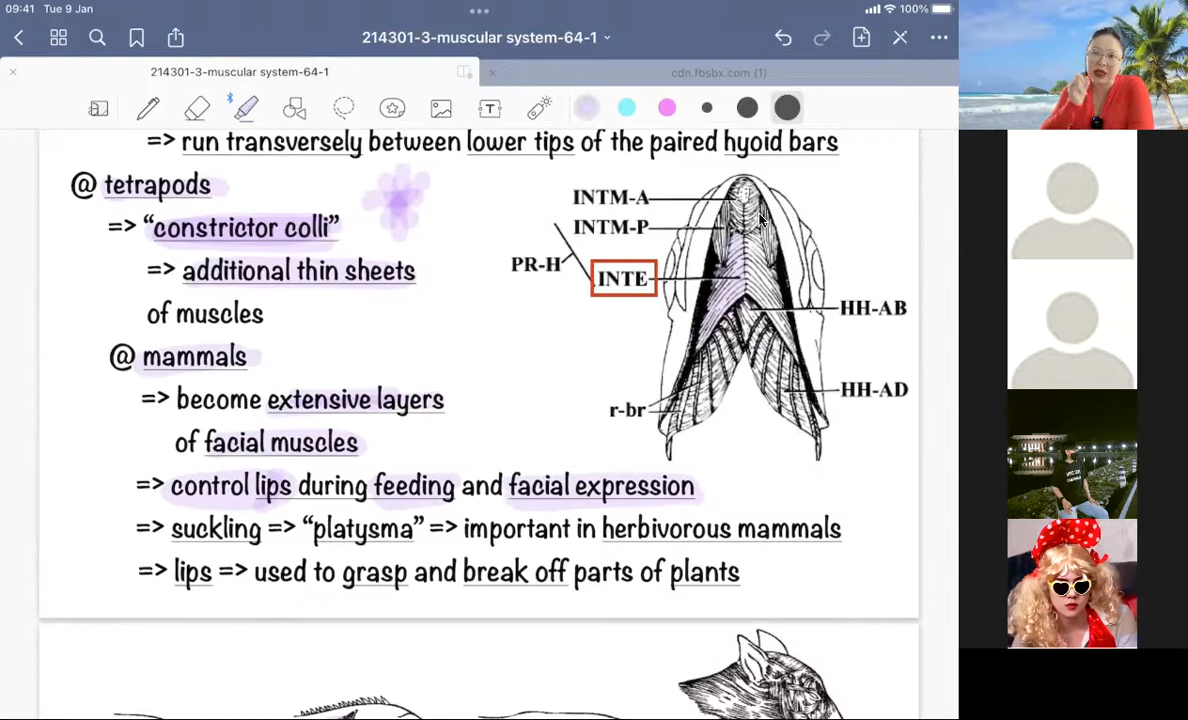 09:41 Tue 9 Jan
100%
214301-3-muscular system-64-1
214301-3-muscular system-64-1
cdn.fbsbx.com (1)
=> run transversely between lower tips of the paired hyoid bars
@ tetrapods
=> “constrictor colli”
=> additional thin sheets
of muscles
@ mammals
=> become extensive layers
of facial muscles
=> control lips during feeding and facial expression
=> suckling => “platysma” => important in herbivorous mammals
=> lips => used to grasp and break off parts of plants
INTM-A
INTM-P
PR-H
INTE
HH-AB
HH-AD
r-br